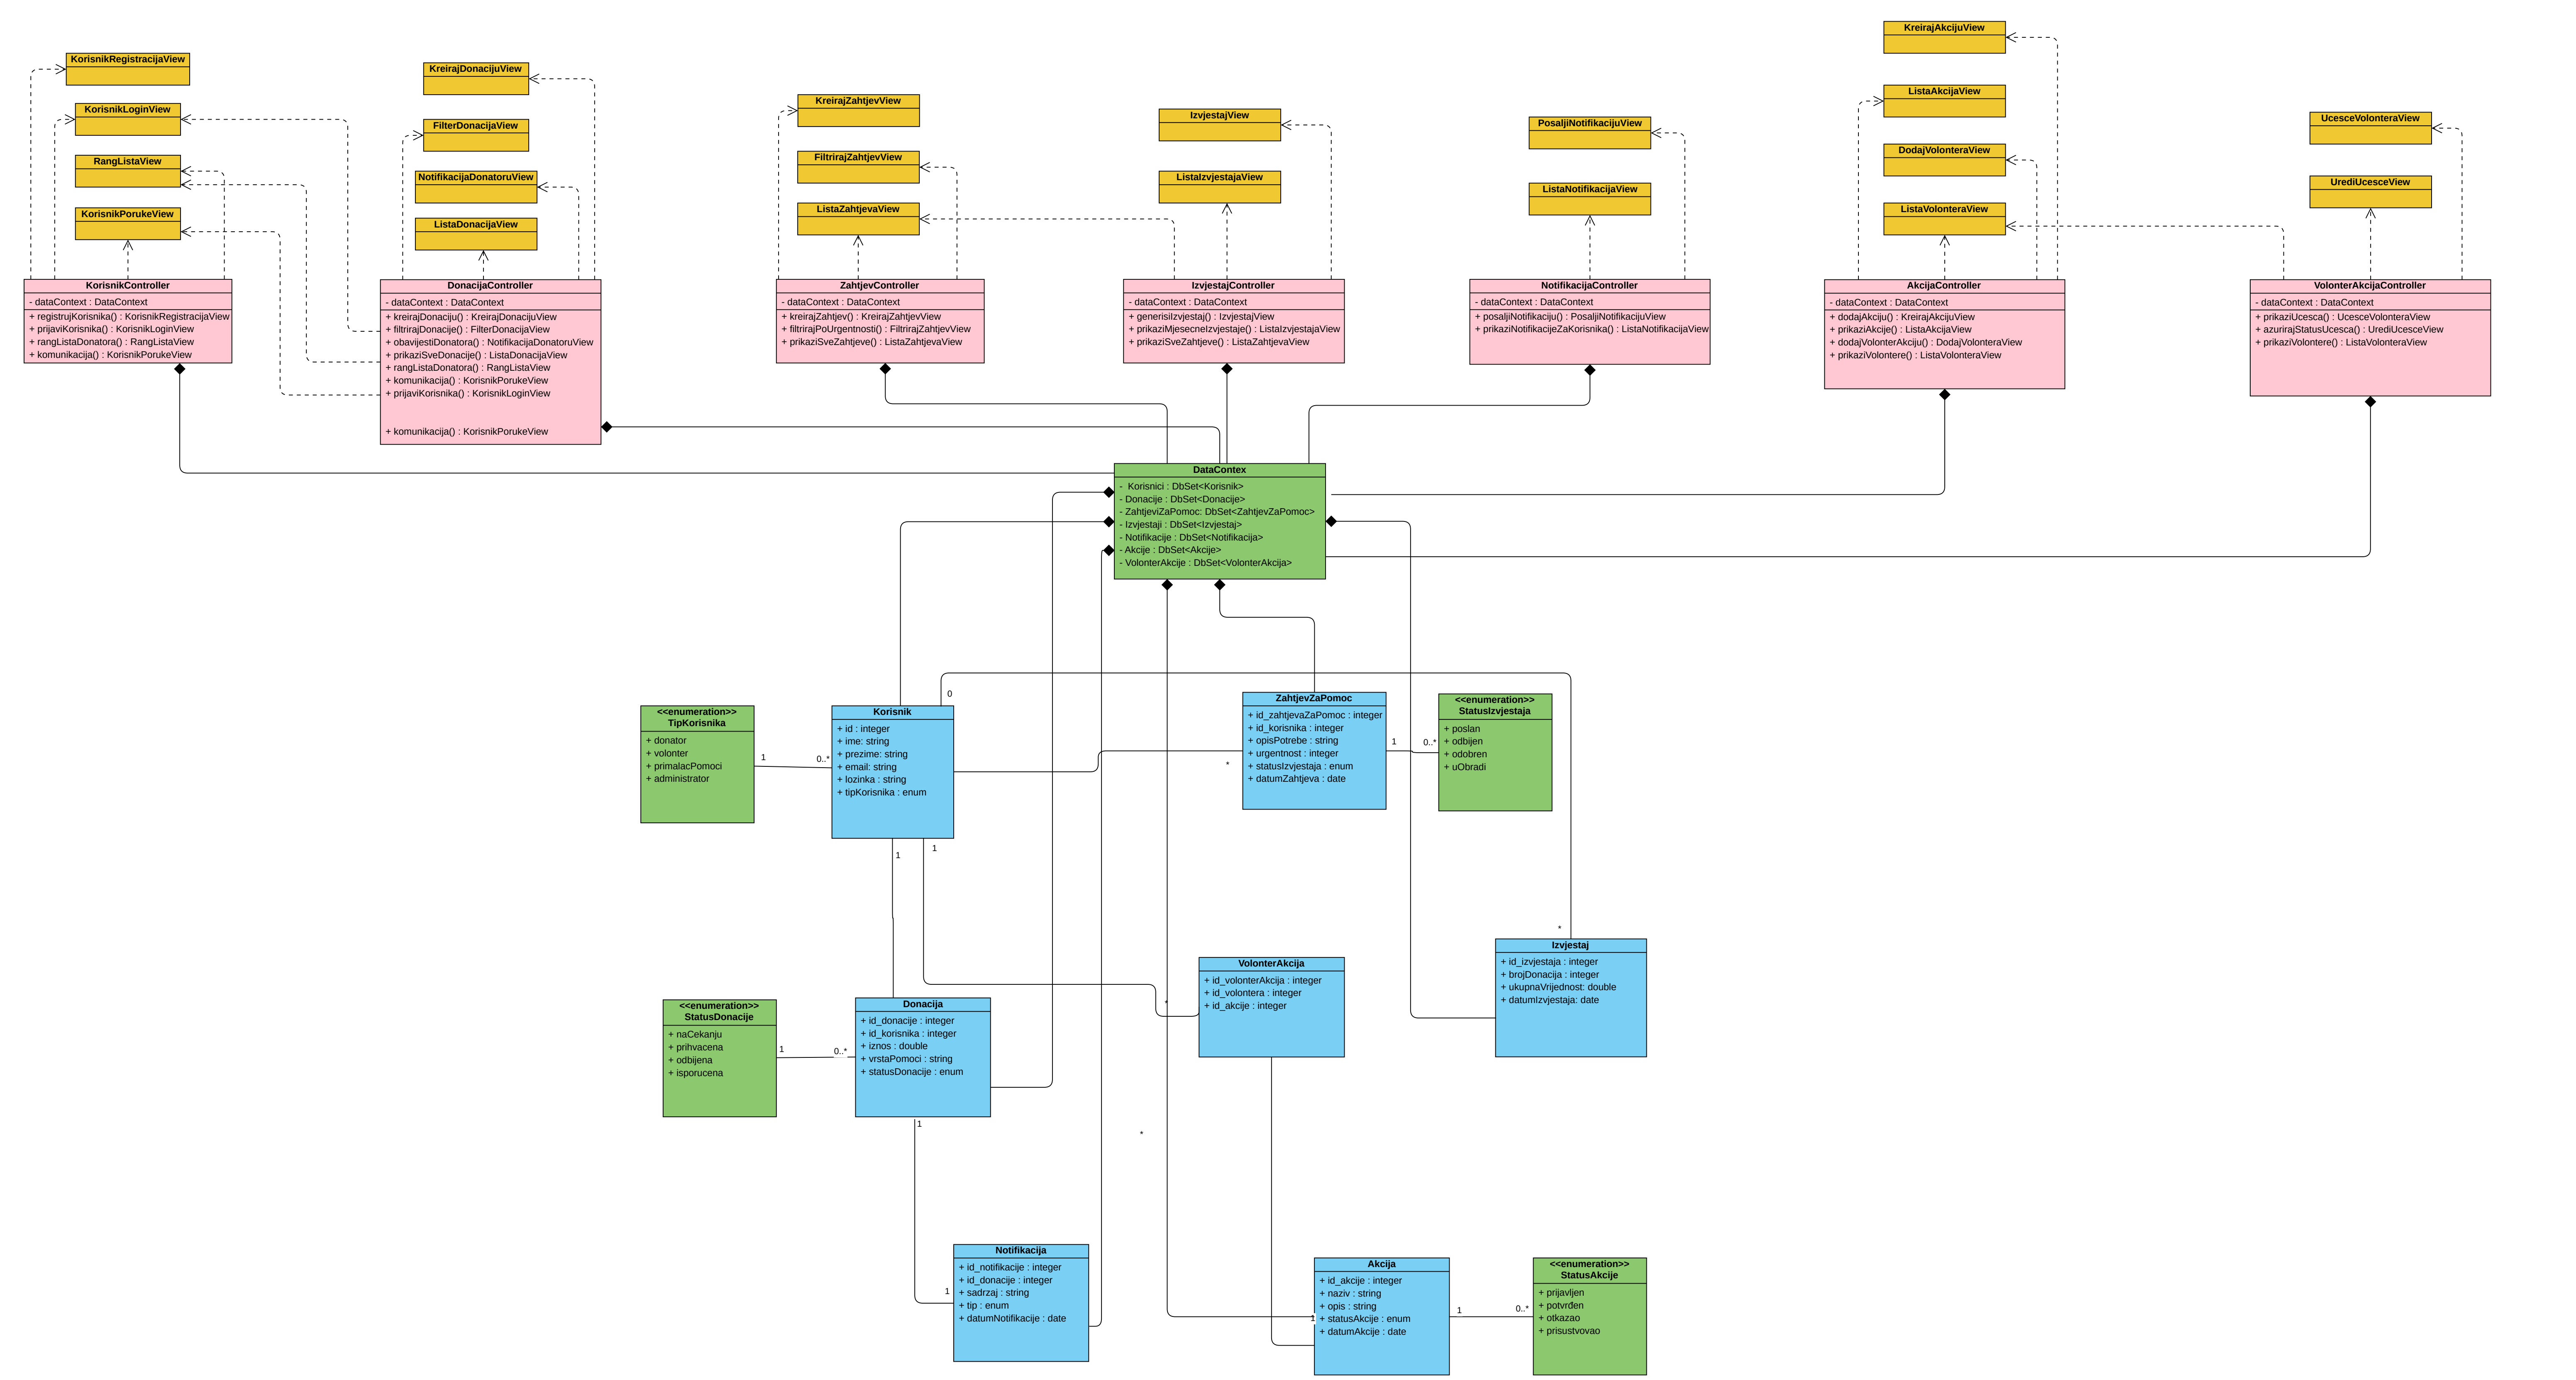 KreirajAkcijuView
KorisnikRegistracijaView
KreirajDonacijuView
ListaAkcijaView
KreirajZahtjevView
KorisnikLoginView
IzvjestajView
UcesceVolonteraView
PosaljiNotifikacijuView
FilterDonacijaView
DodajVolonteraView
FiltrirajZahtjevView
RangListaView
NotifikacijaDonatoruView
ListaIzvjestajaView
UrediUcesceView
ListaNotifikacijaView
ListaZahtjevaView
ListaVolonteraView
KorisnikPorukeView
ListaDonacijaView
KorisnikController
- dataContext : DataContext
+ registrujKorisnika() : KorisnikRegistracijaView
+ prijaviKorisnika() : KorisnikLoginView
+ rangListaDonatora() : RangListaView
+ komunikacija() : KorisnikPorukeView
DonacijaController
- dataContext : DataContext
+ kreirajDonaciju() : KreirajDonacijuView
+ filtrirajDonacije() : FilterDonacijaView
+ obavijestiDonatora() : NotifikacijaDonatoruView
+ prikaziSveDonacije() : ListaDonacijaView
+ rangListaDonatora() : RangListaView
+ komunikacija() : KorisnikPorukeView
+ prijaviKorisnika() : KorisnikLoginView
+ komunikacija() : KorisnikPorukeView
ZahtjevController
- dataContext : DataContext
+ kreirajZahtjev() : KreirajZahtjevView
+ filtrirajPoUrgentnosti() : FiltrirajZahtjevView
+ prikaziSveZahtjeve() : ListaZahtjevaView
IzvjestajController
- dataContext : DataContext
+ generisiIzvjestaj() : IzvjestajView
+ prikaziMjesecneIzvjestaje() : ListaIzvjestajaView
+ prikaziSveZahtjeve() : ListaZahtjevaView
NotifikacijaController
- dataContext : DataContext
+ posaljiNotifikaciju() : PosaljiNotifikacijuView
+ prikaziNotifikacijeZaKorisnika() : ListaNotifikacijaView
AkcijaController
- dataContext : DataContext
+ dodajAkciju() : KreirajAkcijuView
+ prikaziAkcije() : ListaAkcijaView
+ dodajVolonterAkciju() : DodajVolonteraView
+ prikaziVolontere() : ListaVolonteraView
VolonterAkcijaController
- dataContext : DataContext
+ prikaziUcesca() : UcesceVolonteraView
+ azurirajStatusUcesca() : UrediUcesceView
+ prikaziVolontere() : ListaVolonteraView
DataContex
- Korisnici : DbSet<Korisnik>
- Donacije : DbSet<Donacije>
- ZahtjeviZaPomoc: DbSet<ZahtjevZaPomoc>
- Izvjestaji : DbSet<Izvjestaj>
- Notifikacije : DbSet<Notifikacija>
- Akcije : DbSet<Akcije>
- VolonterAkcije : DbSet<VolonterAkcija>
<<enumeration>>
TipKorisnika
+ donator
+ volonter
+ primalacPomoci
+ administrator
1
0..*
0
Korisnik
+ id : integer
+ ime: string
+ prezime: string
+ email: string
+ lozinka : string
+ tipKorisnika : enum
1
1
*
ZahtjevZaPomoc
+ id_zahtjevaZaPomoc : integer
+ id_korisnika : integer
+ opisPotrebe : string
+ urgentnost : integer
+ statusIzvjestaja : enum
+ datumZahtjeva : date
1
0..*
<<enumeration>>
StatusIzvjestaja
+ poslan
+ odbijen
+ odobren
+ uObradi
<<enumeration>>
StatusDonacije
+ naCekanju
+ prihvacena
+ odbijena
+ isporucena
1
0..*
Donacija
+ id_donacije : integer
+ id_korisnika : integer
+ iznos : double
+ vrstaPomoci : string
+ statusDonacije : enum
1
*
VolonterAkcija
+ id_volonterAkcija : integer
+ id_volontera : integer
+ id_akcije : integer
*
Izvjestaj
+ id_izvjestaja : integer
+ brojDonacija : integer
+ ukupnaVrijednost: double
+ datumIzvjestaja: date
*
1
Notifikacija
+ id_notifikacije : integer
+ id_donacije : integer
+ sadrzaj : string
+ tip : enum
+ datumNotifikacije : date
1
Akcija
+ id_akcije : integer
+ naziv : string
+ opis : string
+ statusAkcije : enum
+ datumAkcije : date
1
0..*
<<enumeration>>
StatusAkcije
+ prijavljen
+ potvrđen
+ otkazao
+ prisustvovao